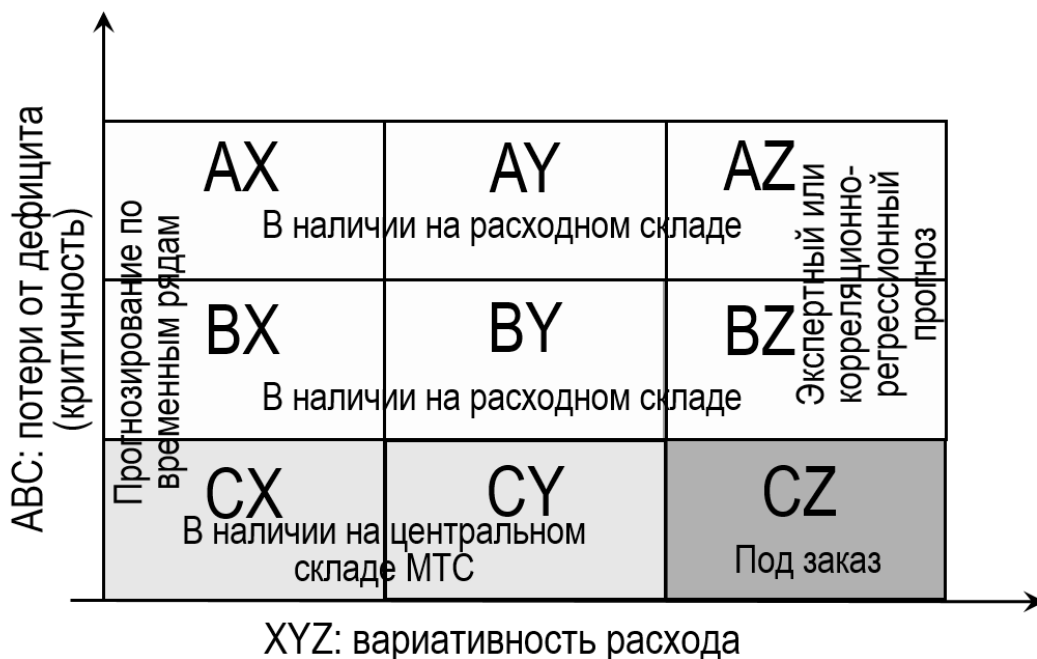 ABC: потери от дефицита
(критичность)
Прогнозирование по
временным рядам
AX
AY
AZ
В наличии на расходном складе
Экспертный или
корреляционно-
регрессионный
прогноз
BX
BY
BZ
В наличии на расходном складе
CX
CY
CZ
В наличии на центральном
складе МТС
Под заказ
XYZ: вариативность расхода